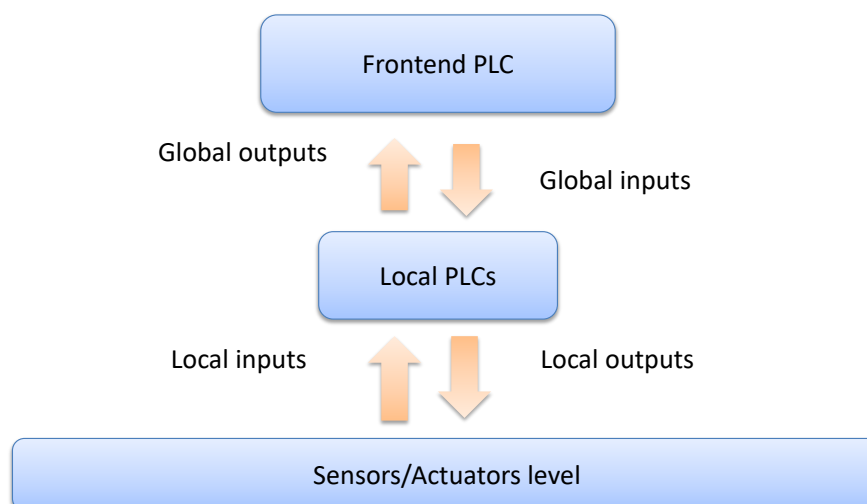 Frontend PLC
Global outputs
Global inputs
Local PLCs
Local inputs
Local outputs
Sensors/Actuators level